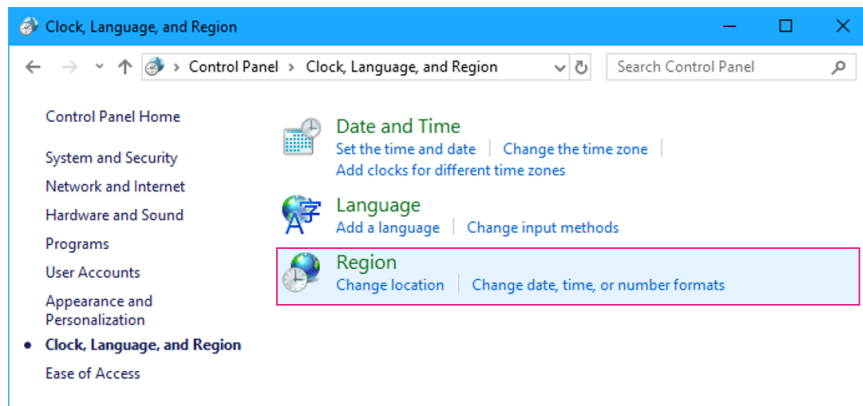 Clock, Language, and Region
Control Panel > Clock, Language, and Region
Search Control Panel
Control Panel Home
System and Security
Network and Internet
Hardware and Sound
Programs
User Accounts
Appearance and
Personalization
Clock, Language, and Region
Ease of Access
Date and Time
Set the time and date | Change the time zone |
Add clocks for different time zones
Language
Add a language | Change input methods
Region
Change location | Change date, time, or number formats